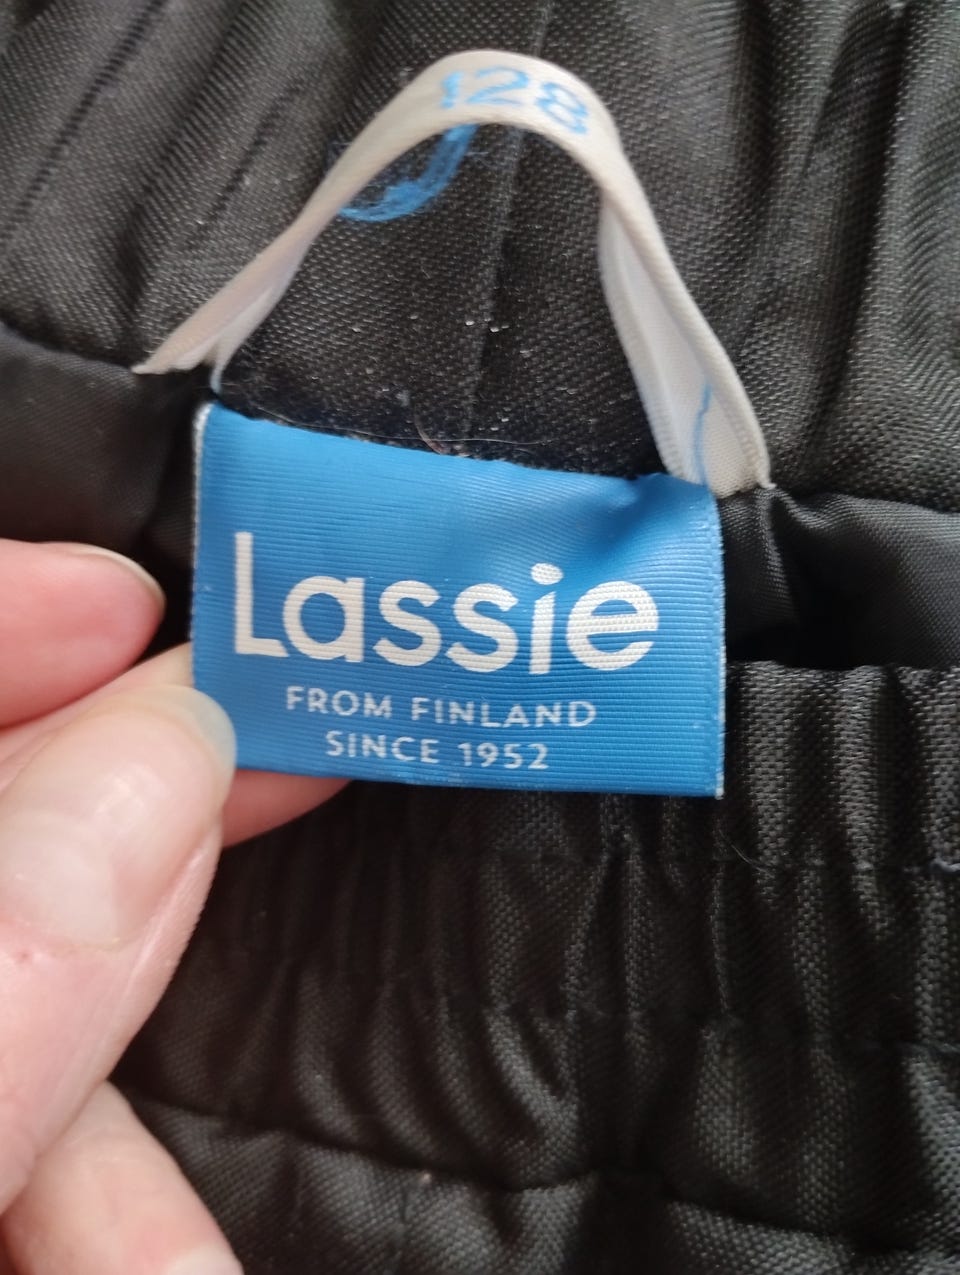 128
Lassie
FROM FINLAND
SINCE 1952